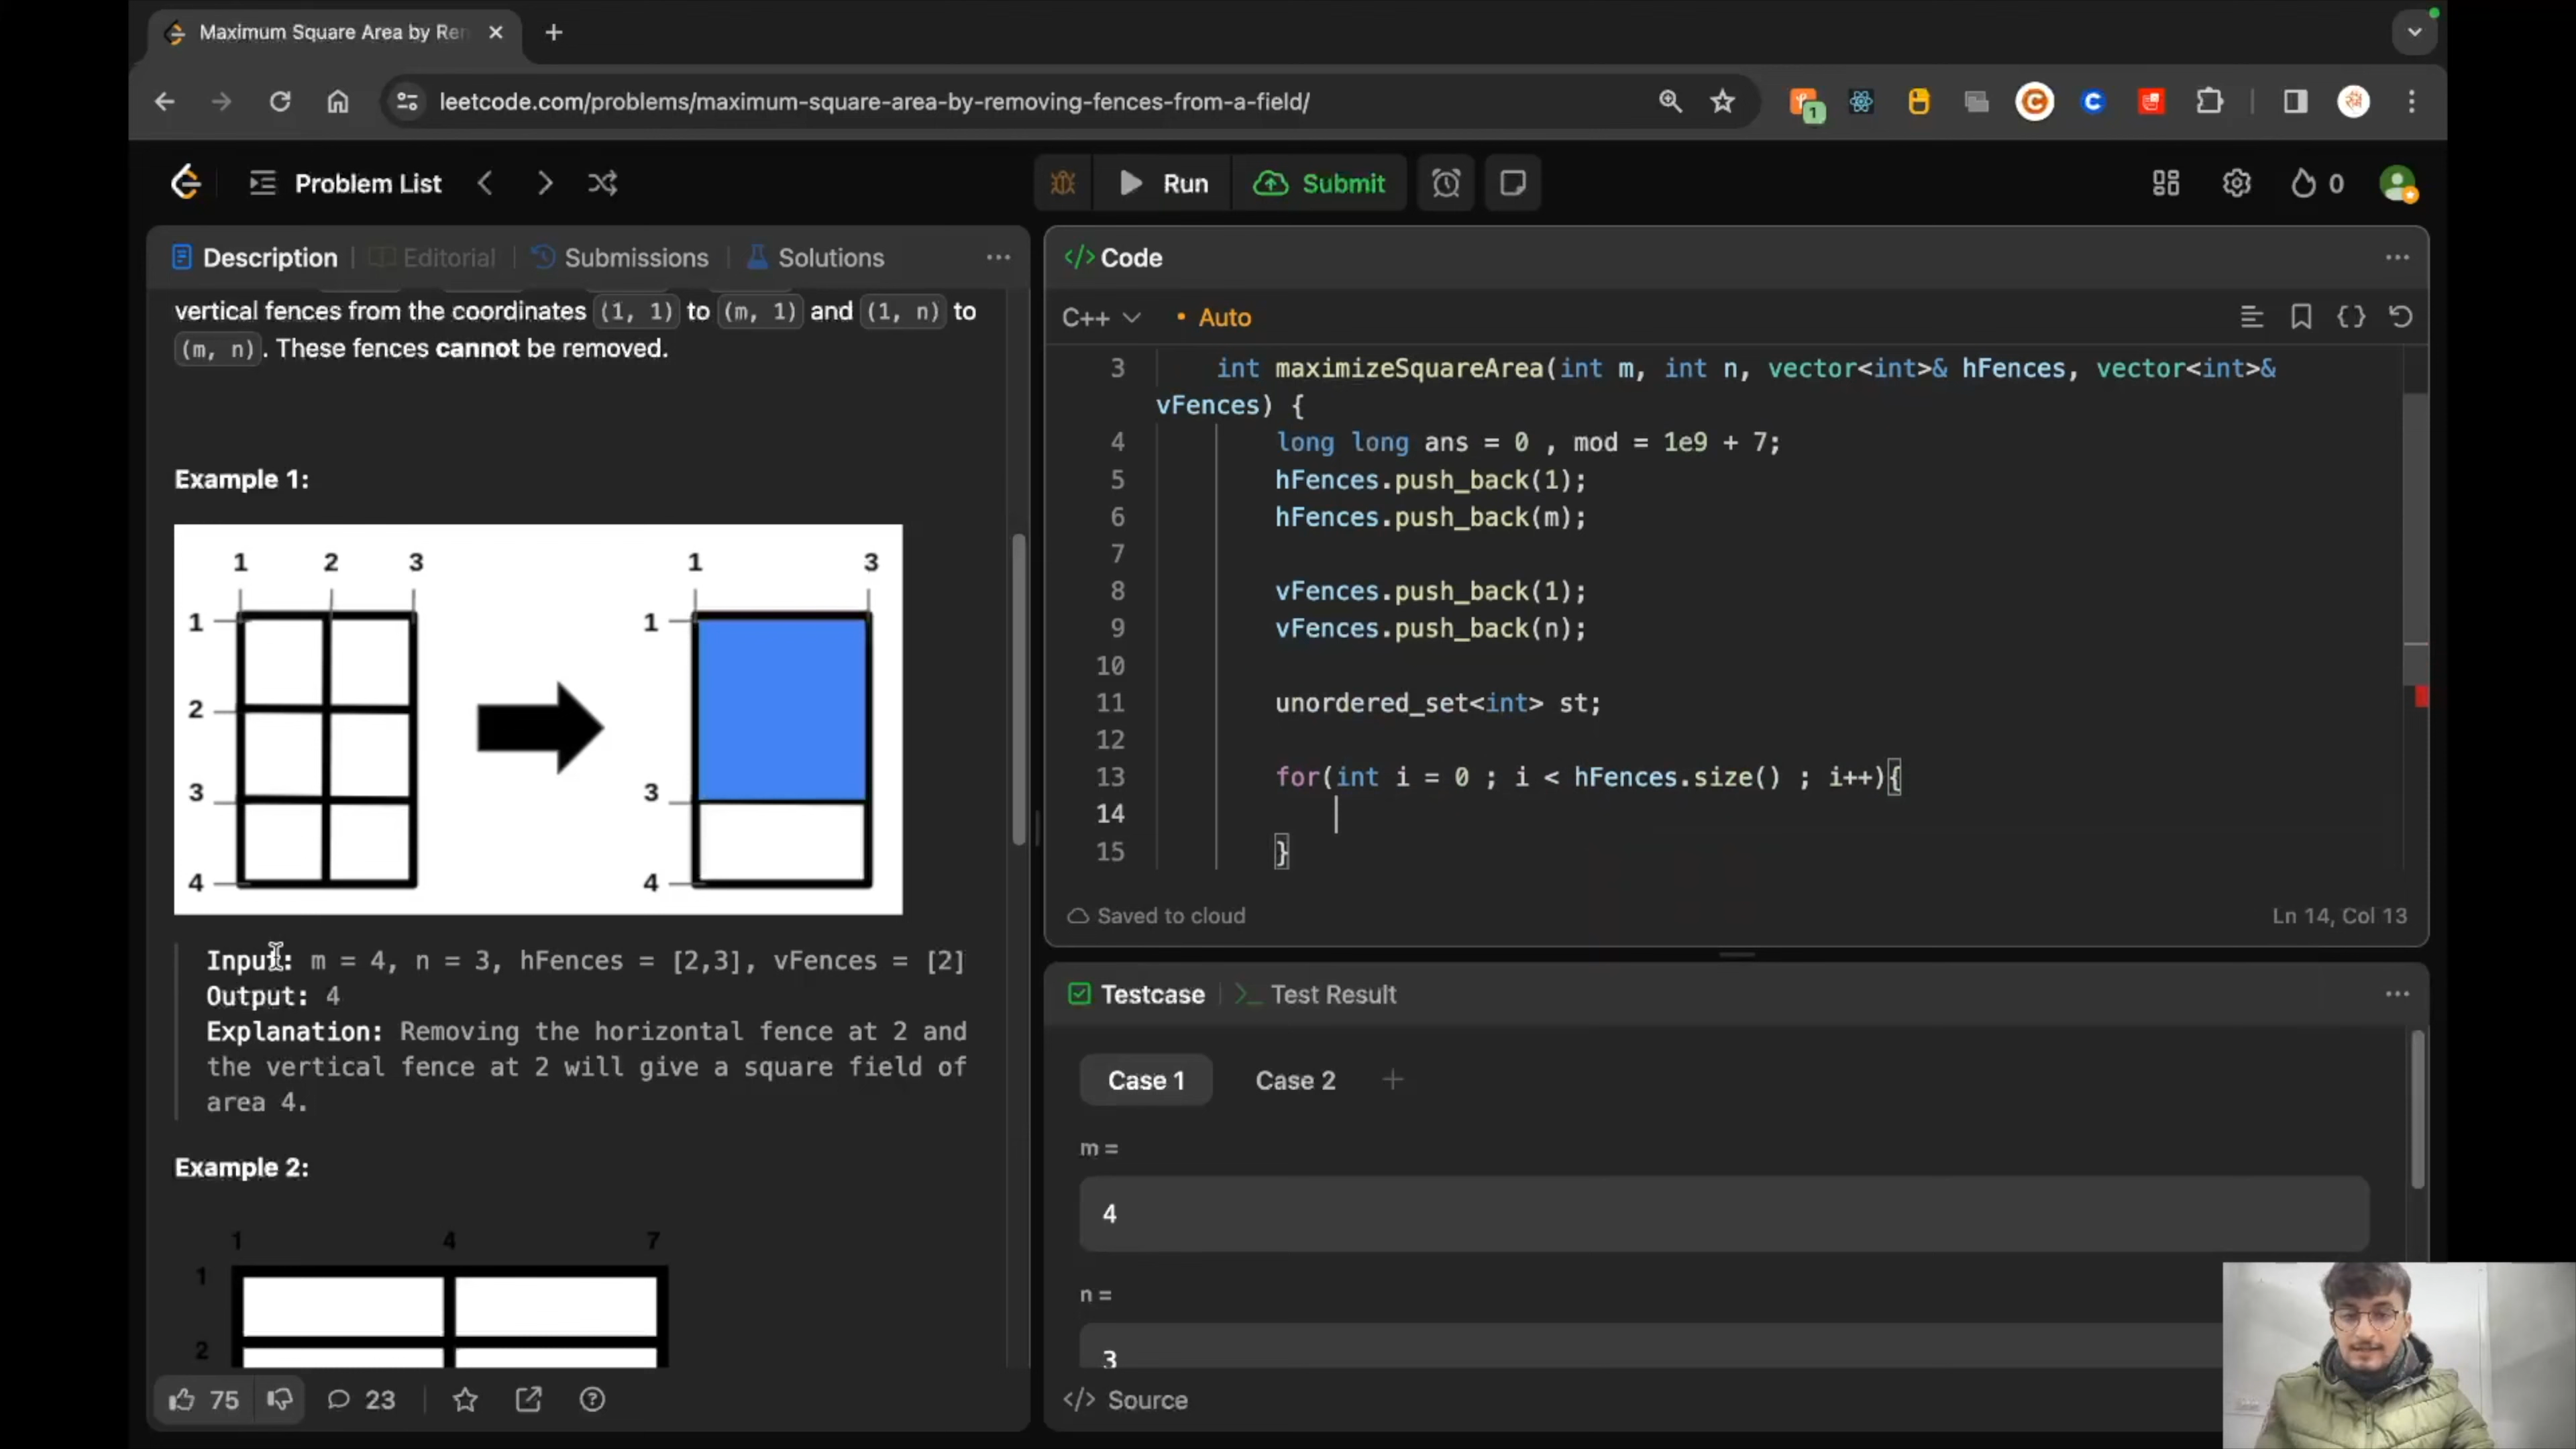 Maximum Square Area by Rem
leetcode.com/problems/maximum-square-area-by-removing-fences-from-a-field/
1
Problem List
Run
Submit
0
Description
Editorial
Submissions
Solutions
vertical fences from the coordinates (1, 1) to (m, 1) and (1, n) to
(m, n). These fences cannot be removed.
Example 1:
1 2 3
1
2
3
4
1 3
1
3
4
Input: m = 4, n = 3, hFences = [2,3], vFences = [2]
Output: 4
Explanation: Removing the horizontal fence at 2 and
the vertical fence at 2 will give a square field of
area 4.
Example 2:
1 4 7
1
2
75
23
</> Code
C++
• Auto
3 int maximizeSquareArea(int m, int n, vector<int>& hFences, vector<int>&
vFences) {
4 long long ans = 0 , mod = 1e9 + 7;
5 hFences.push_back(1);
6 hFences.push_back(m);
7
8 vFences.push_back(1);
9 vFences.push_back(n);
10
11 unordered_set<int> st;
12
13 for(int i = 0 ; i < hFences.size() ; i++){
14
15 }
Saved to cloud
Ln 14, Col 13
Testcase
Test Result
Case 1
Case 2
m =
4
n =
3
</> Source